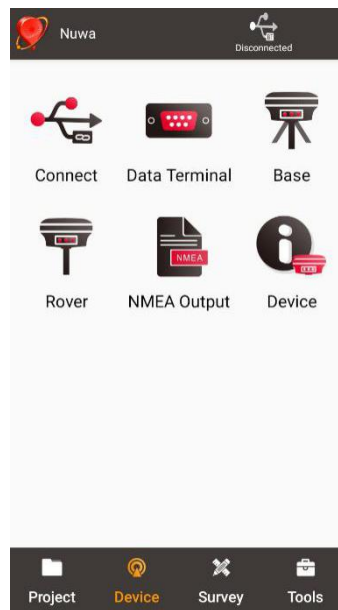 Nuwa
Disconnected
Connect Data Terminal Base
NMEA
Rover NMEA Output Device
Project Device Survey Tools